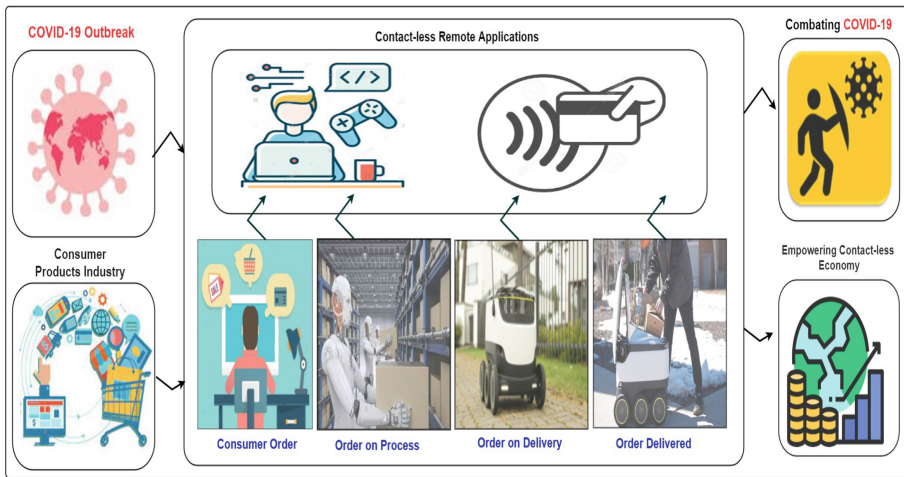 COVID-19 Outbreak
Contact-less Remote Applications
Combating COVID-19
</>
Consumer
Products Industry
SALE
Empowering Contact-less
Economy
Consumer Order
Order on Process
Order on Delivery
Order Delivered